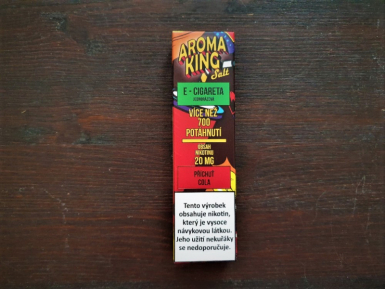 AROMA
KING
Salt
E - CIGARETA
VÍCE NEŽ
700
POTÁHNUTÍ
OBSAH
NIKOTINU
20 MG
PŘÍCHUŤ
COLA
Tento výrobek
obsahuje nikotin,
který je vysoce
návykovou látkou.
Jeho užití nekuřáky
se nedoporučuje.